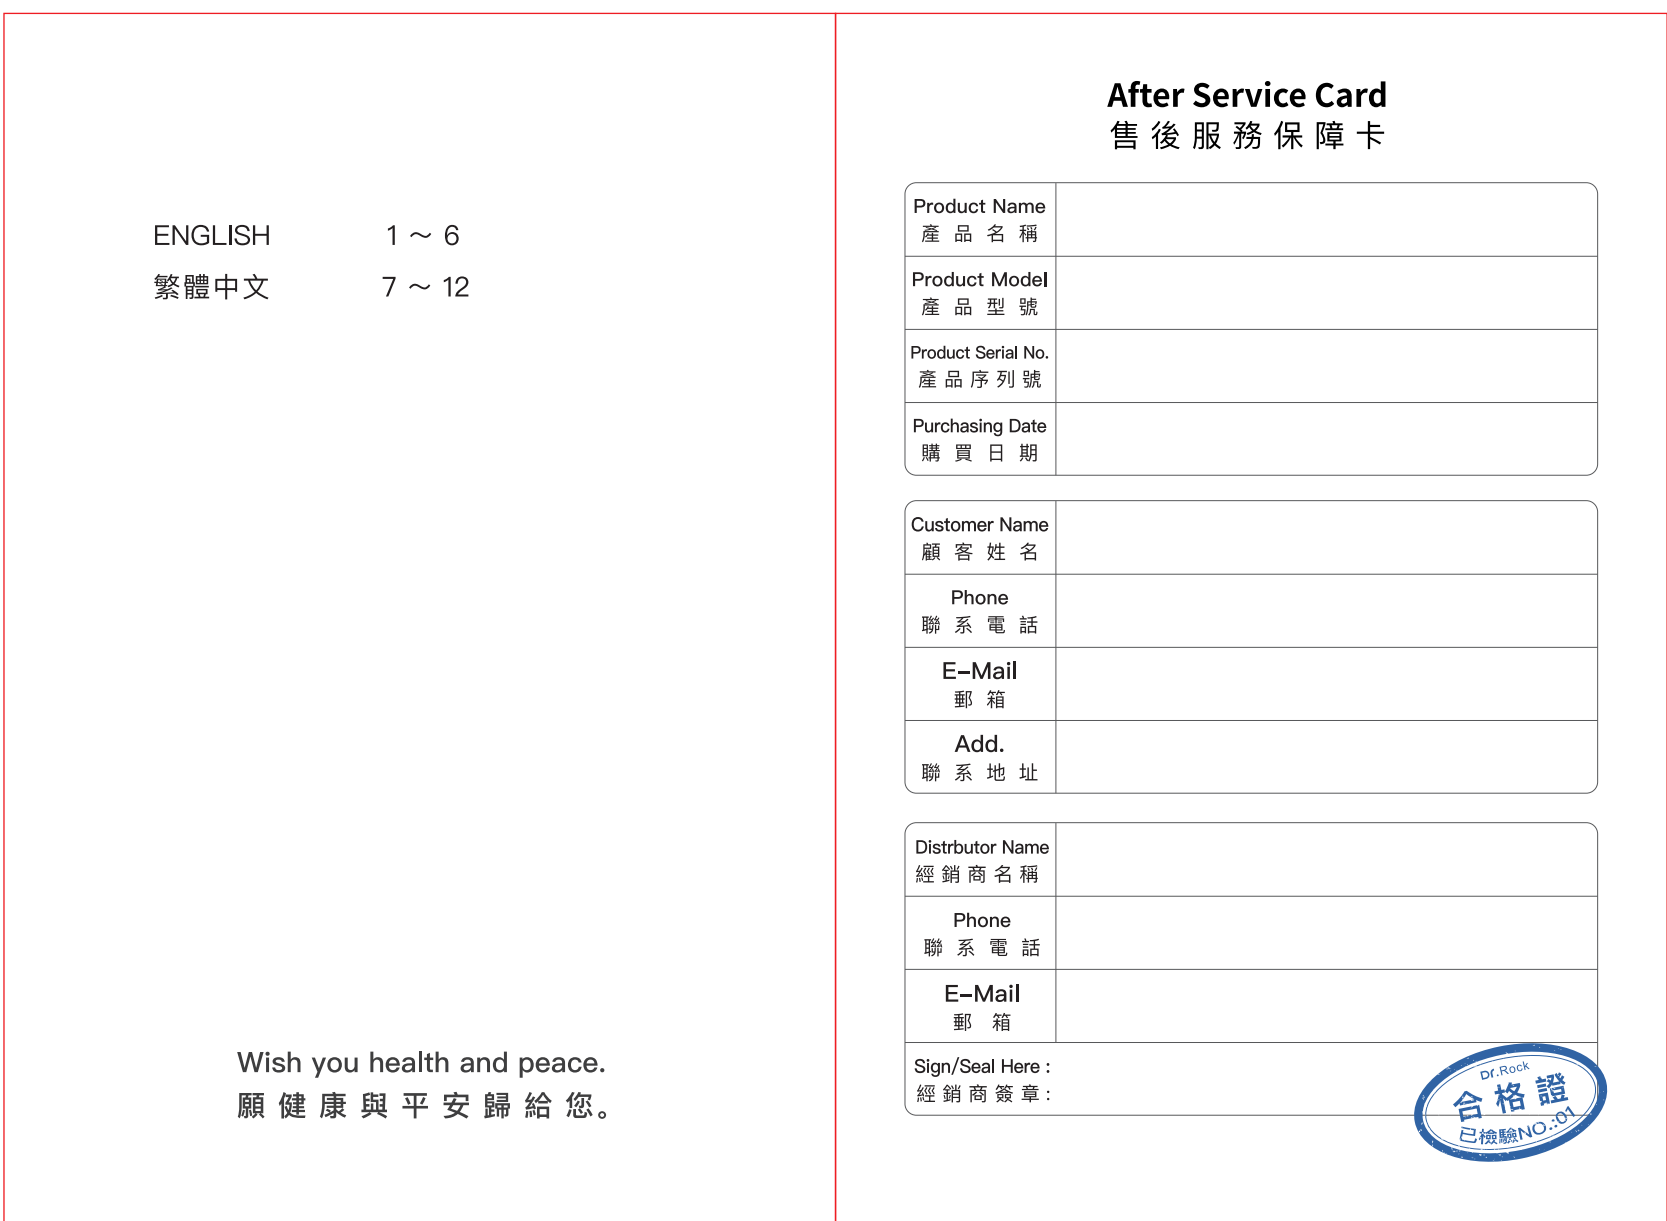 ENGLISH 1 ~ 6
繁體中文 7 ~ 12
Wish you health and peace.
願健康與平安歸給您。
After Service Card
售後服務保障卡
Product Name
產品名稱
Product Model
產品型號
Product Serial No.
產品序列號
Purchasing Date
購買日期
Customer Name
顧客姓名
Phone
聯系電話
E-Mail
郵箱
Add.
聯系地址
Distrbutor Name
經銷商名稱
Phone
聯系電話
E-Mail
郵箱
Sign/Seal Here :
經銷商簽章:
Dr.Rock
合格證
已檢驗NO.:01